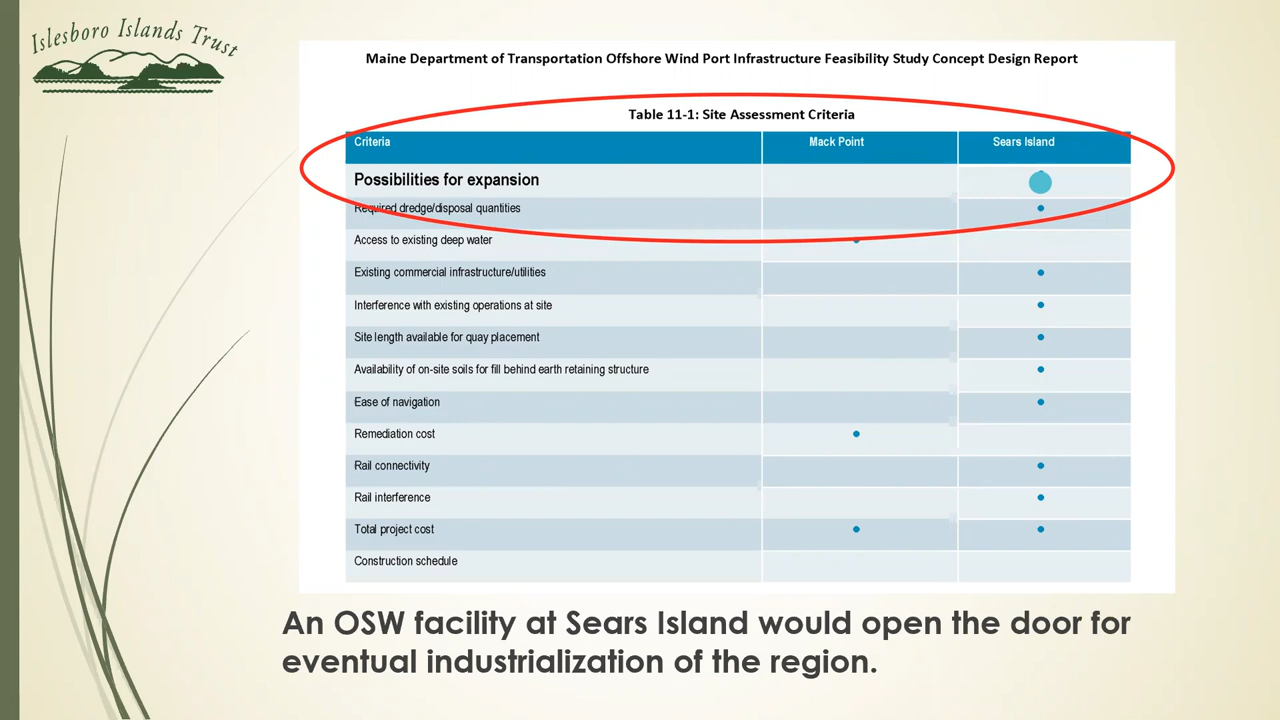 Islesboro Islands Trust
Maine Department of Transportation Offshore Wind Port Infrastructure Feasibility Study Concept Design Report
Table 11-1: Site Assessment Criteria
Criteria Mack Point Sears Island
Possibilities for expansion
Required dredge/disposal quantities
Access to existing deep water
Existing commercial infrastructure/utilities
Interference with existing operations at site
Site length available for quay placement
Availability of on-site soils for fill behind earth retaining structure
Ease of navigation
Remediation cost
Rail connectivity
Rail interference
Total project cost
Construction schedule
An OSW facility at Sears Island would open the door for
eventual industrialization of the region.